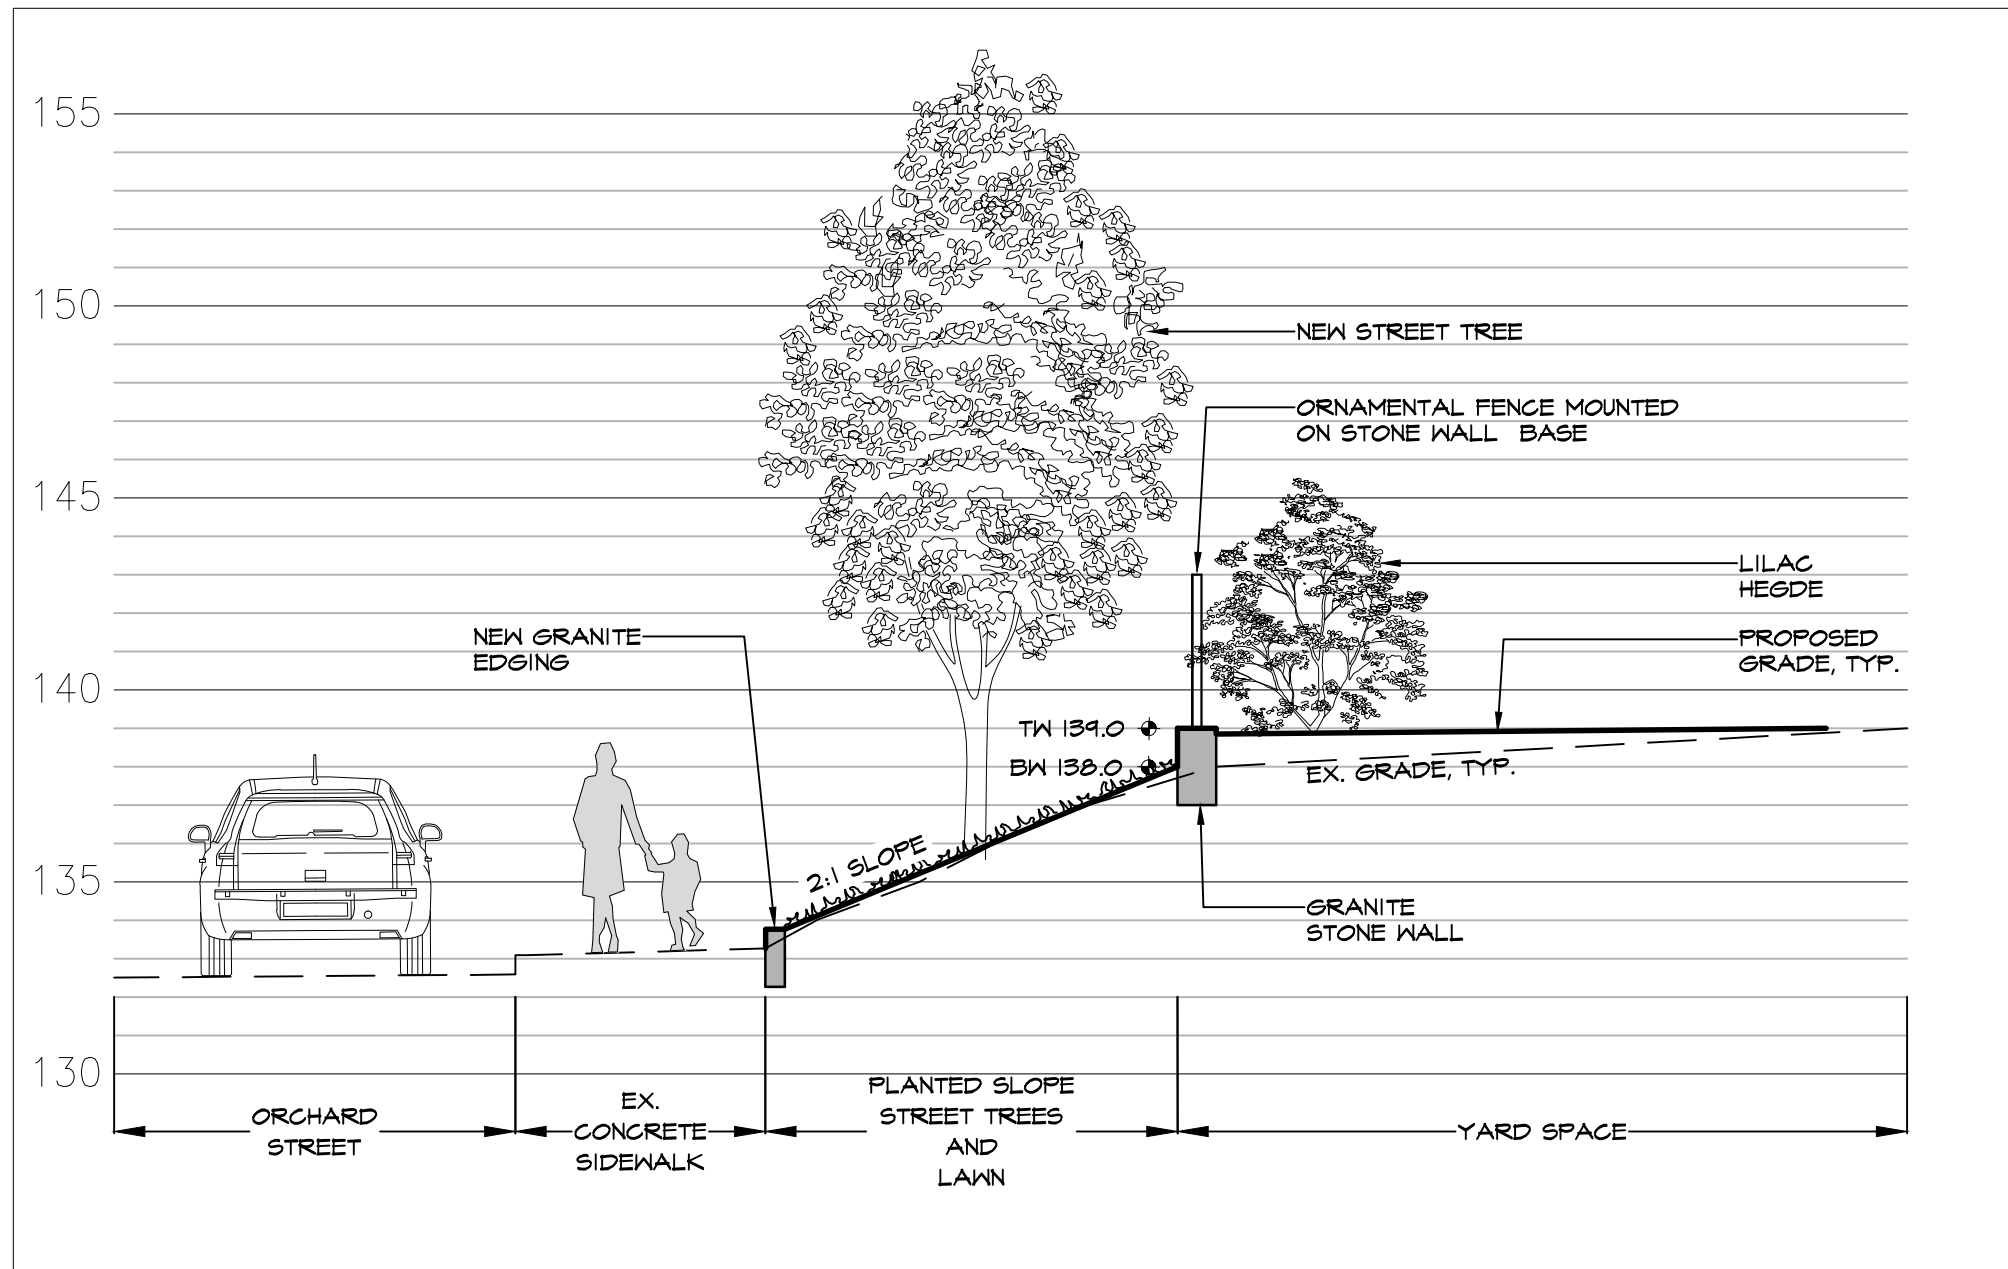 155
150
NEW STREET TREE
ORNAMENTAL FENCE MOUNTED
ON STONE WALL BASE
145
LILAC
HEGDE
NEW GRANITE
EDGING
PROPOSED
GRADE, TYP.
140
TW 139.0
BW 138.0
EX. GRADE, TYP.
2:1 SLOPE
135
GRANITE
STONE WALL
130
ORCHARD
STREET
EX.
CONCRETE
SIDEWALK
PLANTED SLOPE
STREET TREES
AND
LAWN
YARD SPACE